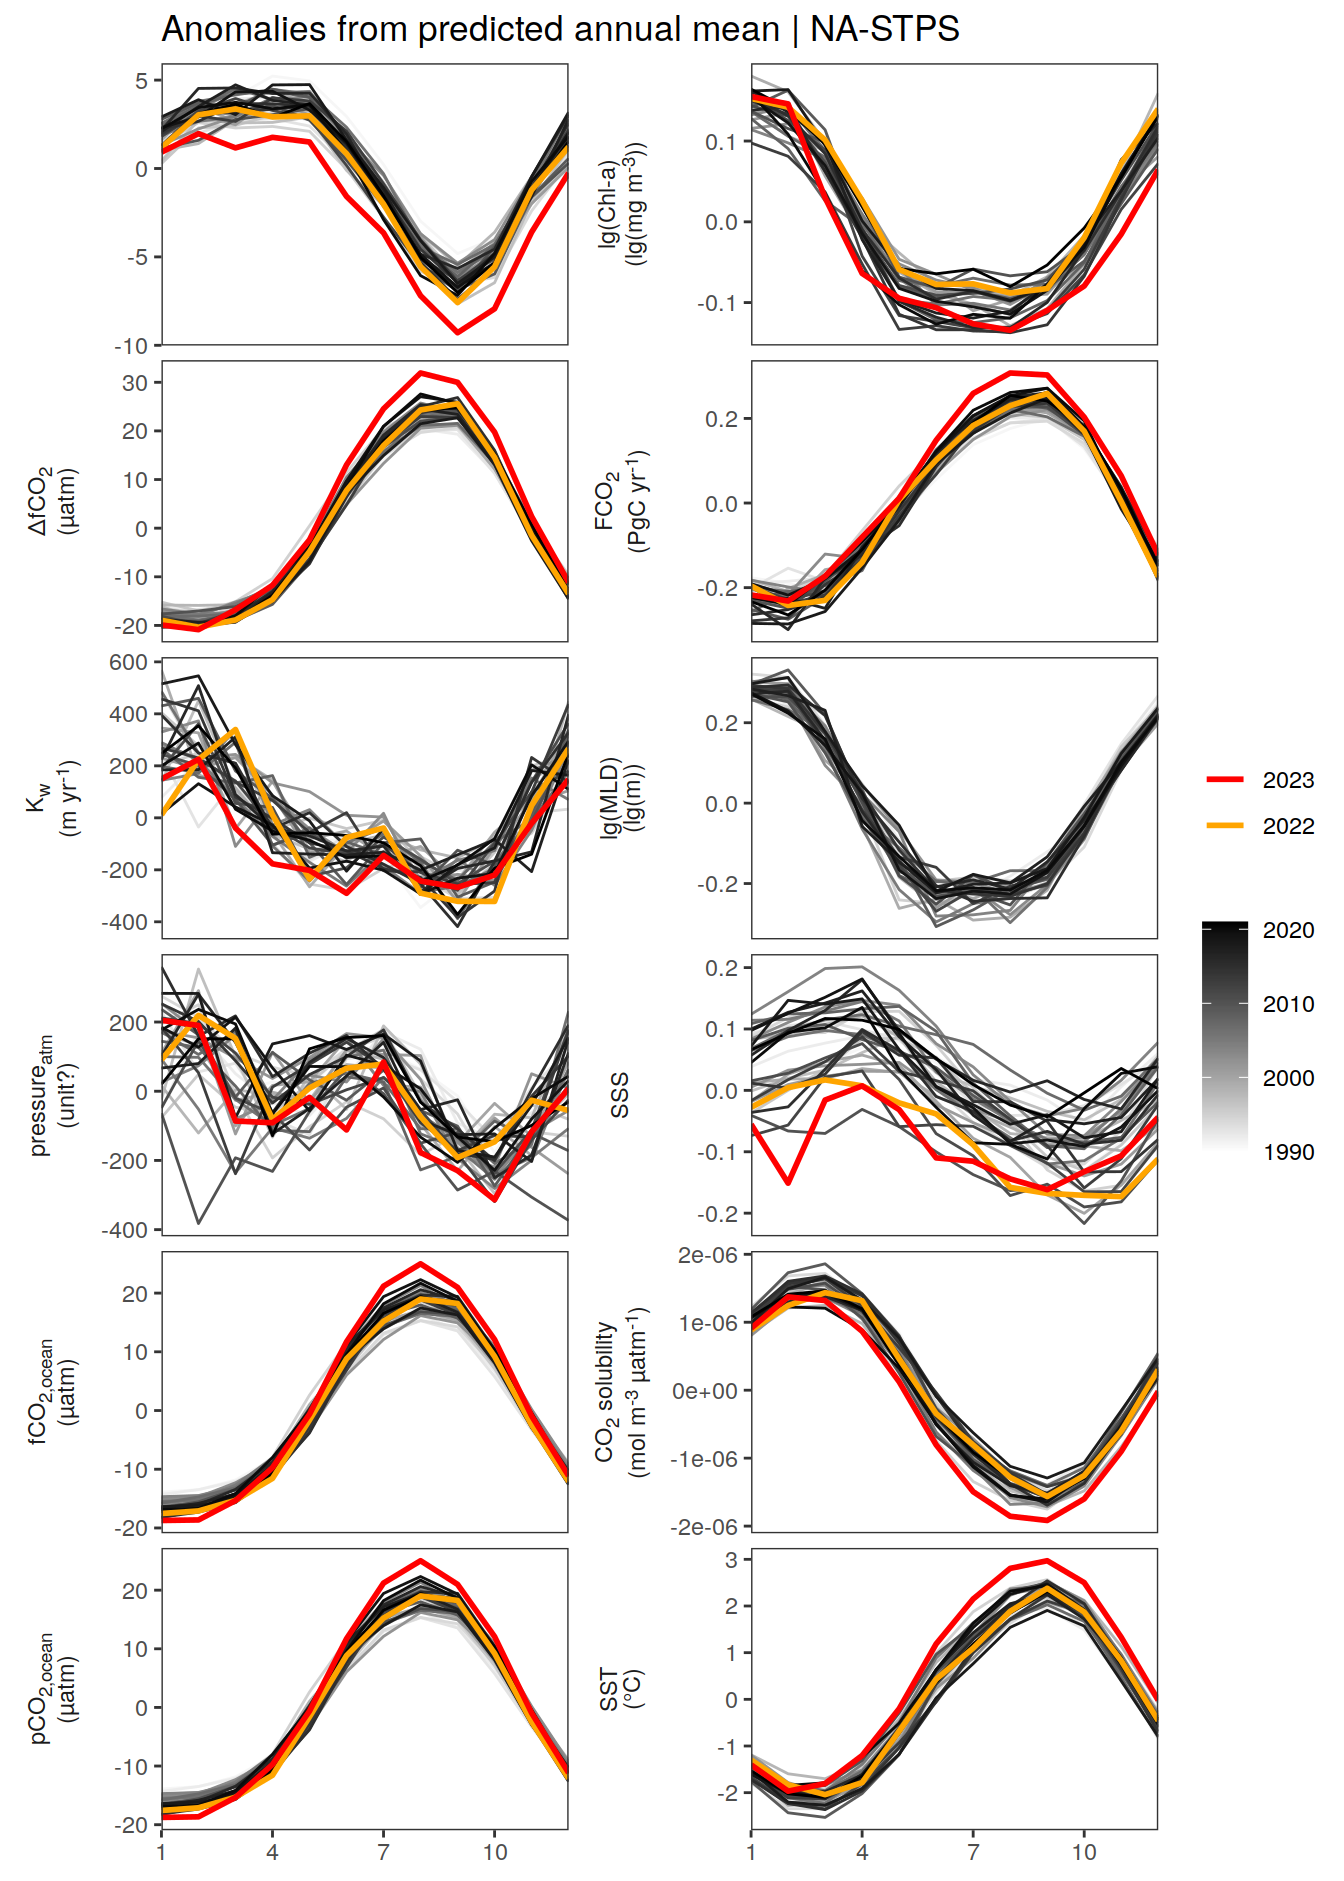 Anomalies from predicted annual mean | NA-STPS
5
0
-5
-10
lg(Chl-a)
(lg(mg m-3))
0.1
0.0
-0.1
ΔfCO2
(µatm)
30
20
10
0
-10
-20
FCO2
(PgC yr-1)
0.2
0.0
-0.2
Kw
(m yr-1)
600
400
200
0
-200
-400
lg(MLD)
(lg(m))
0.2
0.0
-0.2
pressureatm
(unit?)
200
0
-200
-400
SSS
0.2
0.1
0.0
-0.1
-0.2
fCO2,ocean
(µatm)
20
10
0
-10
-20
CO2 solubility
(mol m-3 µatm-1)
2e-06
1e-06
0e+00
-1e-06
-2e-06
pCO2,ocean
(µatm)
20
10
0
-10
-20
SST
(°C)
3
2
1
0
-1
-2
1 4 7 10
1 4 7 10
2023
2022
2020
2010
2000
1990